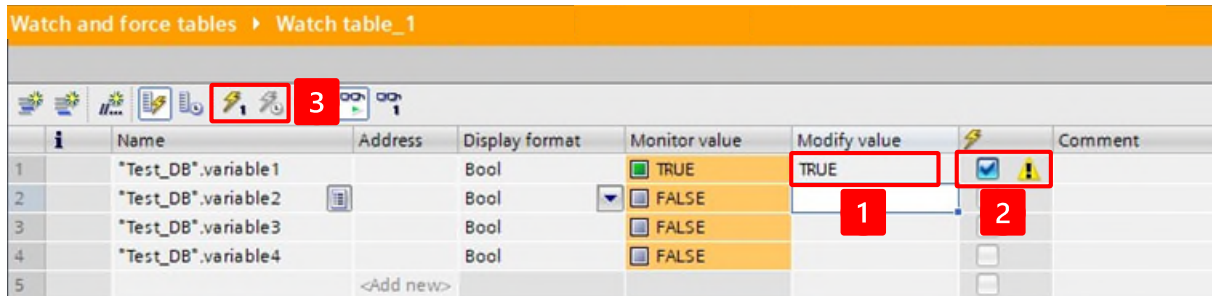 Watch and force tables ▸ Watch table_1
3
1
1
i Name Address Display format Monitor value Modify value Comment
1 "Test_DB".variable1 Bool TRUE TRUE
2 "Test_DB".variable2 Bool FALSE 1 2
3 "Test_DB".variable3 Bool FALSE
4 "Test_DB".variable4 Bool FALSE
5 <Add new>